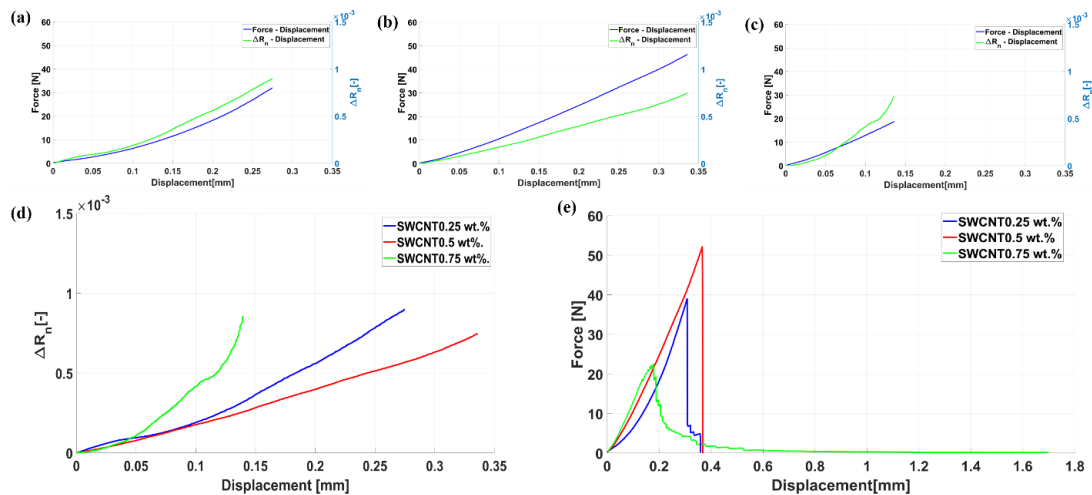 (a)
×10⁻³
60
50
40
30
20
10
0
Force [N]
1.5
1
0.5
0
ΔRn[-]
Force - Displacement
ΔRn - Displacement
0 0.05 0.1 0.15 0.2 0.25 0.3 0.35
Displacement[mm]
(b)
×10⁻³
60
50
40
30
20
10
0
Force [N]
1.5
1
0.5
0
ΔRn[-]
Force - Displacement
ΔRn - Displacement
0 0.05 0.1 0.15 0.2 0.25 0.3 0.35
Displacement[mm]
(c)
×10⁻³
60
50
40
30
20
10
0
Force [N]
1.5
1
0.5
0
ΔRn[-]
Force - Displacement
ΔRn - Displacement
0 0.05 0.1 0.15 0.2 0.25 0.3 0.35
Displacement[mm]
(d)
1.5 ×10⁻³
1
0.5
0
ΔRn[-]
SWCNT0.25 wt.%
SWCNT0.5 wt%.
SWCNT0.75 wt%.
0 0.05 0.1 0.15 0.2 0.25 0.3 0.35
Displacement [mm]
(e)
60
50
40
30
20
10
0
Force [N]
SWCNT0.25 wt.%
SWCNT0.5 wt.%
SWCNT0.75 wt.%
0 0.2 0.4 0.6 0.8 1 1.2 1.4 1.6 1.8
Displacement[mm]